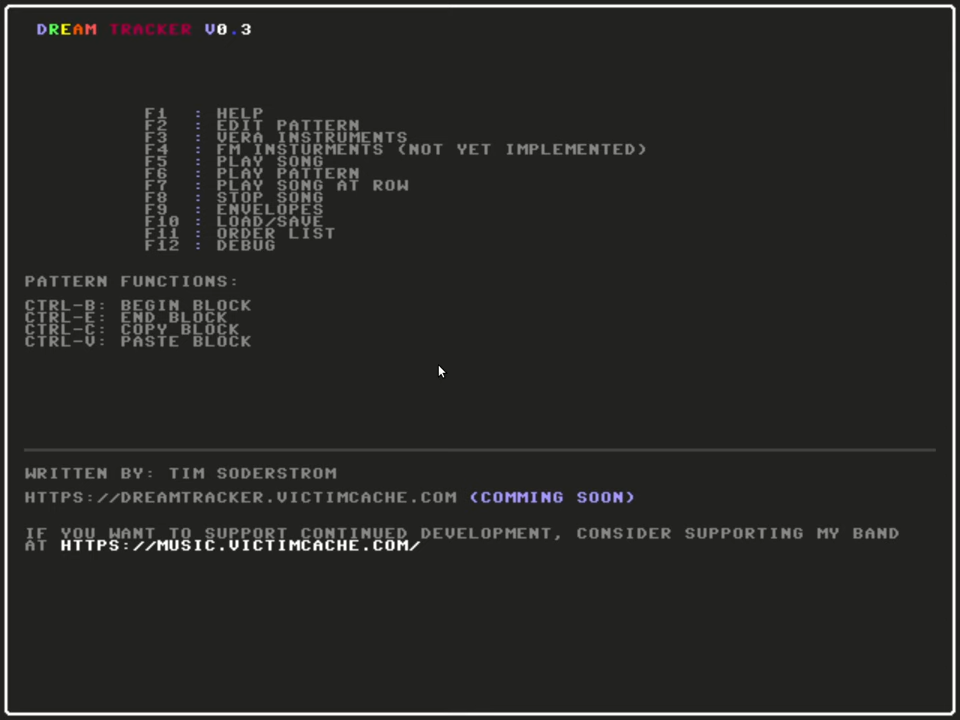 DREAM TRACKER V0.3
F1 : HELP
F2 : EDIT PATTERN
F3 : VERA INSTRUMENTS
F4 : FM INSTURMENTS (NOT YET IMPLEMENTED)
F5 : PLAY SONG
F6 : PLAY PATTERN
F7 : PLAY SONG AT ROW
F8 : STOP SONG
F9 : ENVELOPES
F10 : LOAD/SAVE
F11 : ORDER LIST
F12 : DEBUG
PATTERN FUNCTIONS:
CTRL-B: BEGIN BLOCK
CTRL-E: END BLOCK
CTRL-C: COPY BLOCK
CTRL-V: PASTE BLOCK
WRITTEN BY: TIM SODERSTROM
HTTPS://DREAMTRACKER.VICTIMCACHE.COM (COMMING SOON)
IF YOU WANT TO SUPPORT CONTINUED DEVELOPMENT, CONSIDER SUPPORTING MY BAND
AT HTTPS://MUSIC.VICTIMCACHE.COM/